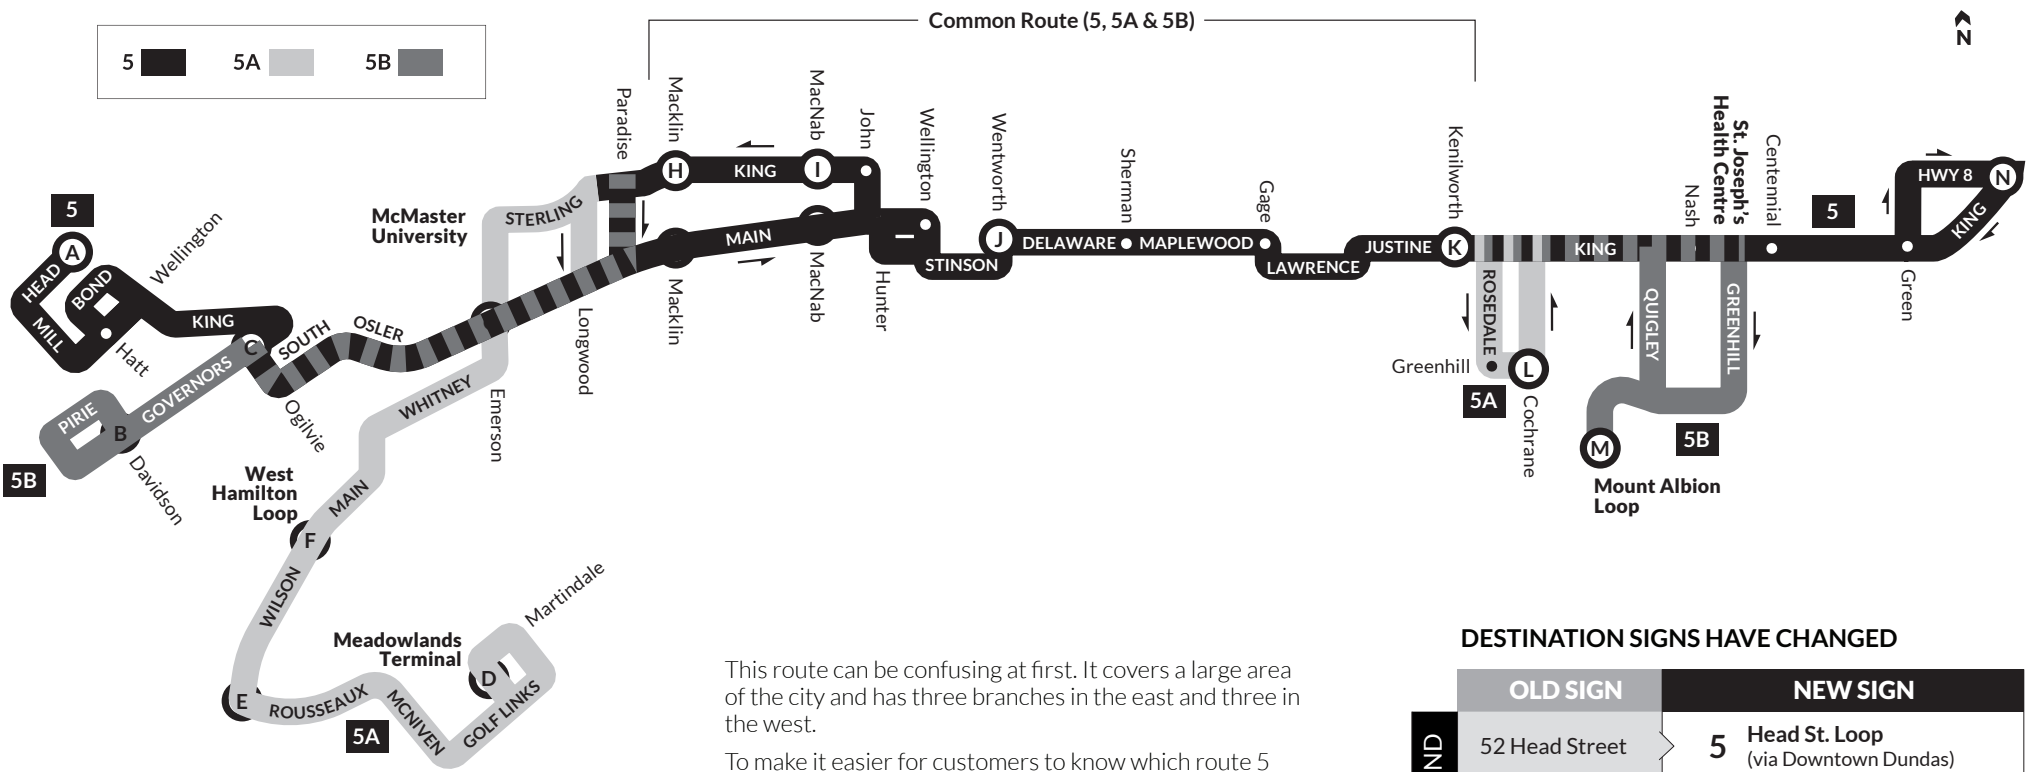 Common Route (5, 5A & 5B)
N
5
5A
5B
Paradise
Macklin
MacNab
John
Wellington
Wentworth
Sherman
Gage
Kenilworth
Nash
St. Joseph's
Health Centre
Centennial
5
A
HEAD
MILL
BOND
Wellington
Hatt
KING
C
SOUTH
OSLER
Ogilvie
GOVERNORS
PIRIE
B
Davidson
5B
McMaster
University
STERLING
Longwood
H
KING
I
MAIN
Macklin
MacNab
Hunter
I
STINSON
J
DELAWARE
MAPLEWOOD
LAWRENCE
JUSTINE
K
KING
5
HWY 8
N
KING
Green
ROSEDALE
Greenhill
L
5A
Cochrane
QUIGLEY
GREENHILL
5B
M
Mount Albion
Loop
WHITNEY
Emerson
MAIN
West
Hamilton
Loop
F
WILSON
E
ROUSSEAUX
5A
MCNIVEN
GOLF LINKS
Meadowlands
Terminal
D
Martindale
This route can be confusing at first. It covers a large area
of the city and has three branches in the east and three in
the west.
To make it easier for customers to know which route 5
DESTINATION SIGNS HAVE CHANGED
OLD SIGN
NEW SIGN
ND
52 Head Street
5
Head St. Loop
(via Downtown Dundas)